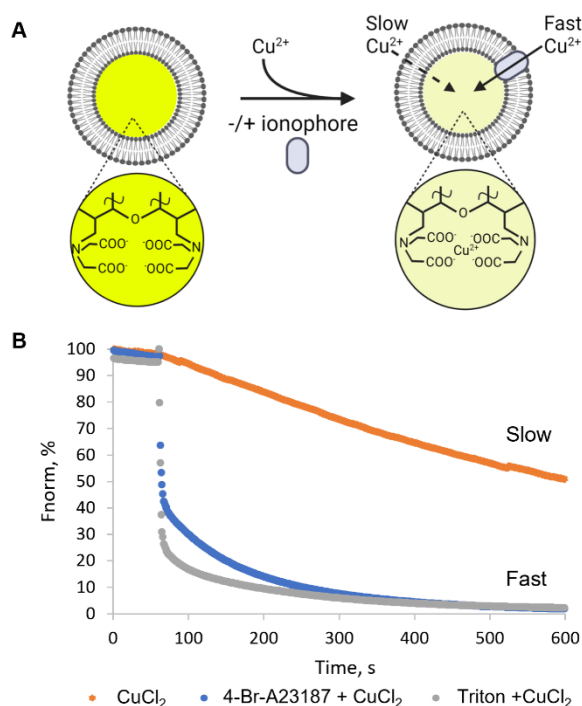 A
Cu²⁺
-/+ ionophore
Slow
Cu²⁺
Fast
Cu²⁺
O
N
N
COO⁻
⁻OOC
COO⁻
⁻OOC
O
N
N
COO⁻
⁻OOC
Cu²⁺
COO⁻
⁻OOC
B
Fnorm, %
100
90
80
70
60
50
40
30
20
10
0
Slow
Fast
0 100 200 300 400 500 600
Time, s
CuCl₂ 4-Br-A23187 + CuCl₂ Triton +CuCl₂